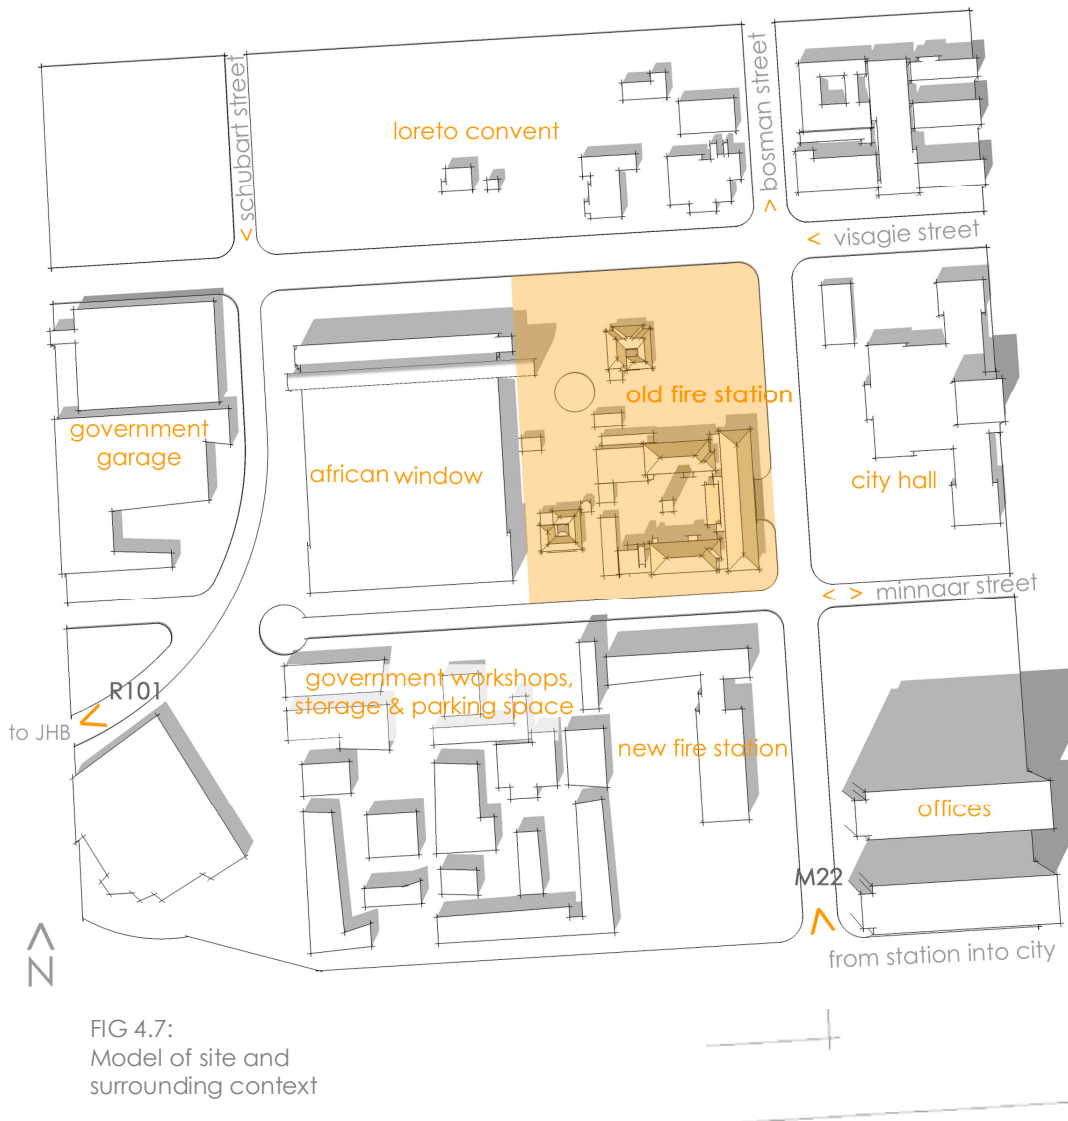 schubart street
<
loreto convent
bosman street
>
< visagie street
government
garage
african window
old fire station
city hall
< > minnaar street
R101
<
to JHB
government workshops,
storage & parking space
new fire station
offices
M22
from station into city
N
FIG 4.7:
Model of site and
surrounding context